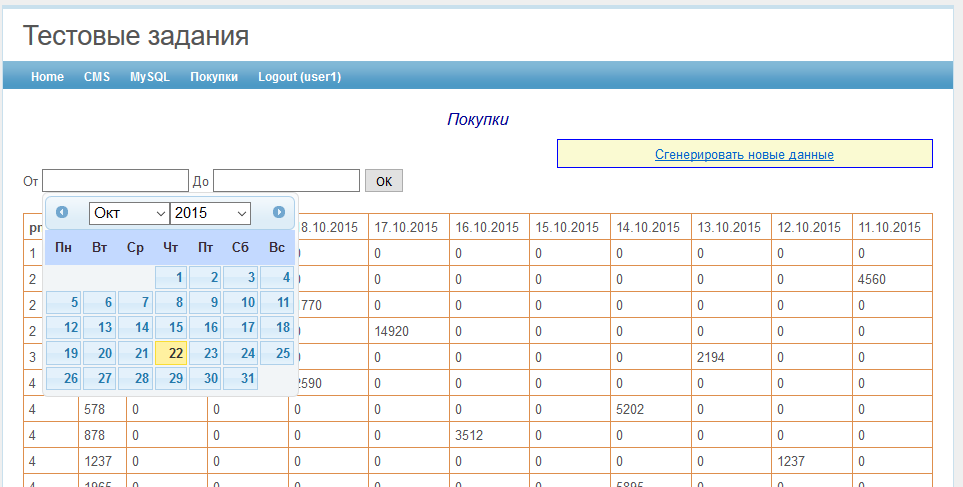 Тестовые задания
Home CMS MySQL Покупки Logout (user1)
Покупки
Сгенерировать новые данные
От До OK
Окт 2015
Пн Вт Ср Чт Пт Сб Вс
1 2 3 4
5 6 7 8 9 10 11
12 13 14 15 16 17 18
19 20 21 22 23 24 25
26 27 28 29 30 31
8.10.2015 17.10.2015 16.10.2015 15.10.2015 14.10.2015 13.10.2015 12.10.2015 11.10.2015
1 0 0 0 0 0 0 0 0
2 0 0 0 0 0 0 0 4560
2 770 0 0 0 0 0 0 0
2 0 14920 0 0 0 0 0 0
3 0 0 0 0 0 2194 0 0
4 2590 0 0 0 0 0 0 0
4 578 0 0 0 0 0 0 5202 0 0 0
4 878 0 0 0 0 3512 0 0 0 0 0
4 1237 0 0 0 0 0 0 0 0 1237 0
4 1965 0 0 0 0 0 0 5895 0 0 0